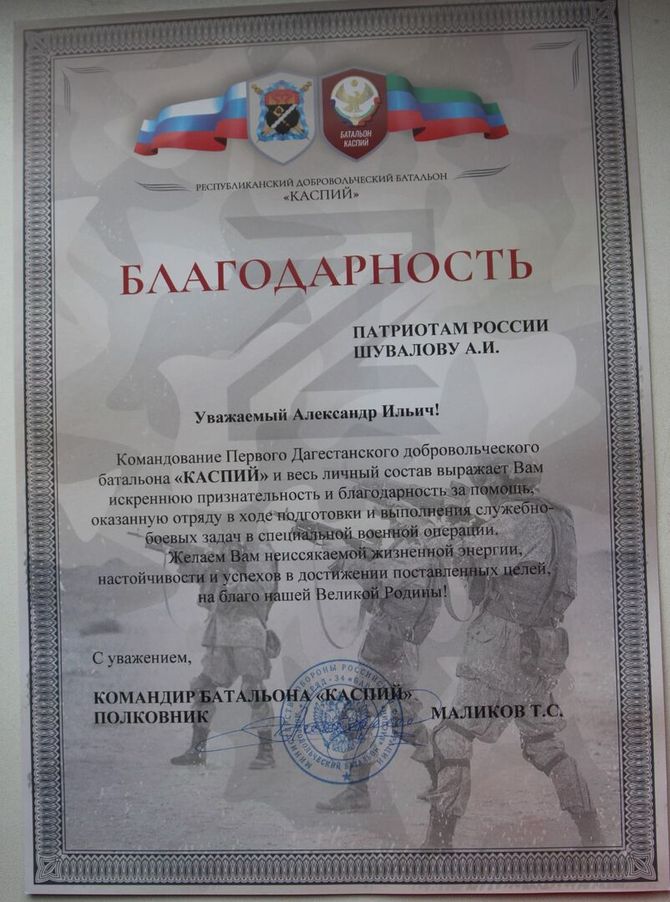 БАТАЛЬОН
КАСПИЙ
РЕСПУБЛИКАНСКИЙ ДОБРОВОЛЬЧЕСКИЙ БАТАЛЬОН
«КАСПИЙ»
БЛАГОДАРНОСТЬ
ПАТРИОТАМ РОССИИ
ШУВАЛОВУ А.И.
Уважаемый Александр Ильич!
Командование Первого Дагестанского добровольческого
батальона «КАСПИЙ» и весь личный состав выражает Вам
искреннюю признательность и благодарность за помощь,
оказанную отряду в ходе подготовки и выполнения служебно-
боевых задач в специальной военной операции.
Желаем Вам неиссякаемой жизненной энергии,
настойчивости и успехов в достижении поставленных целей,
на благо нашей Великой Родины!
С уважением,
КОМАНДИР БАТАЛЬОНА «КАСПИЙ»
ПОЛКОВНИК МАЛИКОВ Т.С.